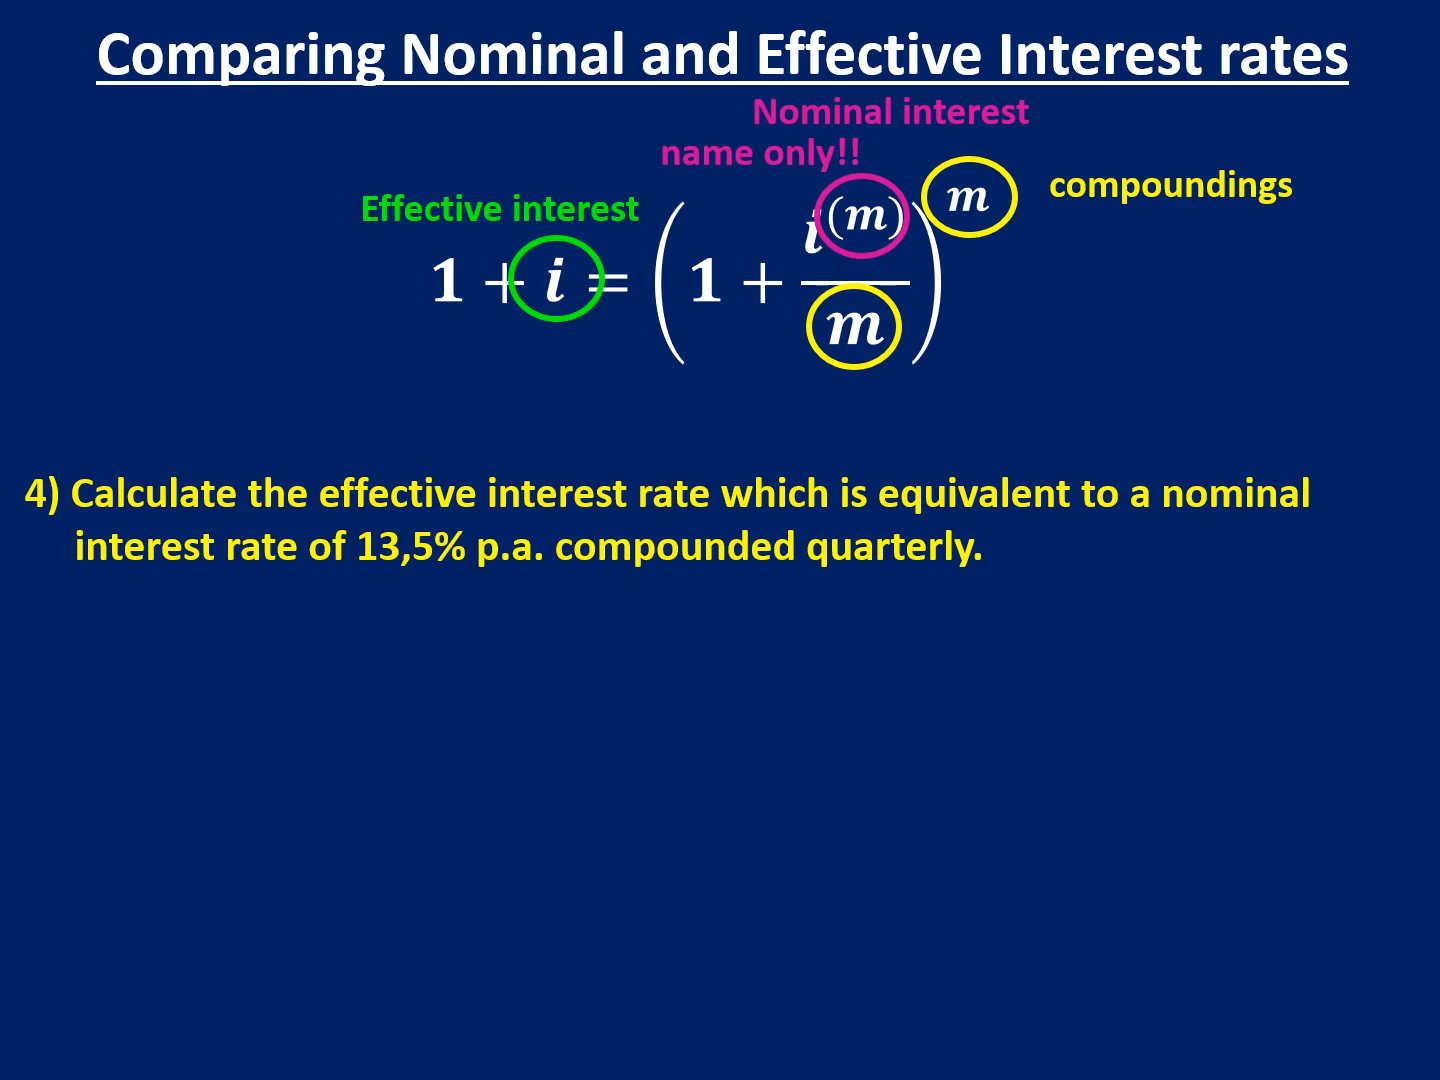 Comparing Nominal and Effective Interest rates
Nominal interest
name only!!
compoundings
Effective interest
1 + i = (1 + i^(m)/m)^m
4) Calculate the effective interest rate which is equivalent to a nominal
interest rate of 13,5% p.a. compounded quarterly.